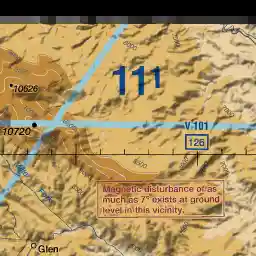 10626
111
V 101
10720
126
Magnetic disturbance of as
much as 7° exists at ground
level in this vicinity.
Glen